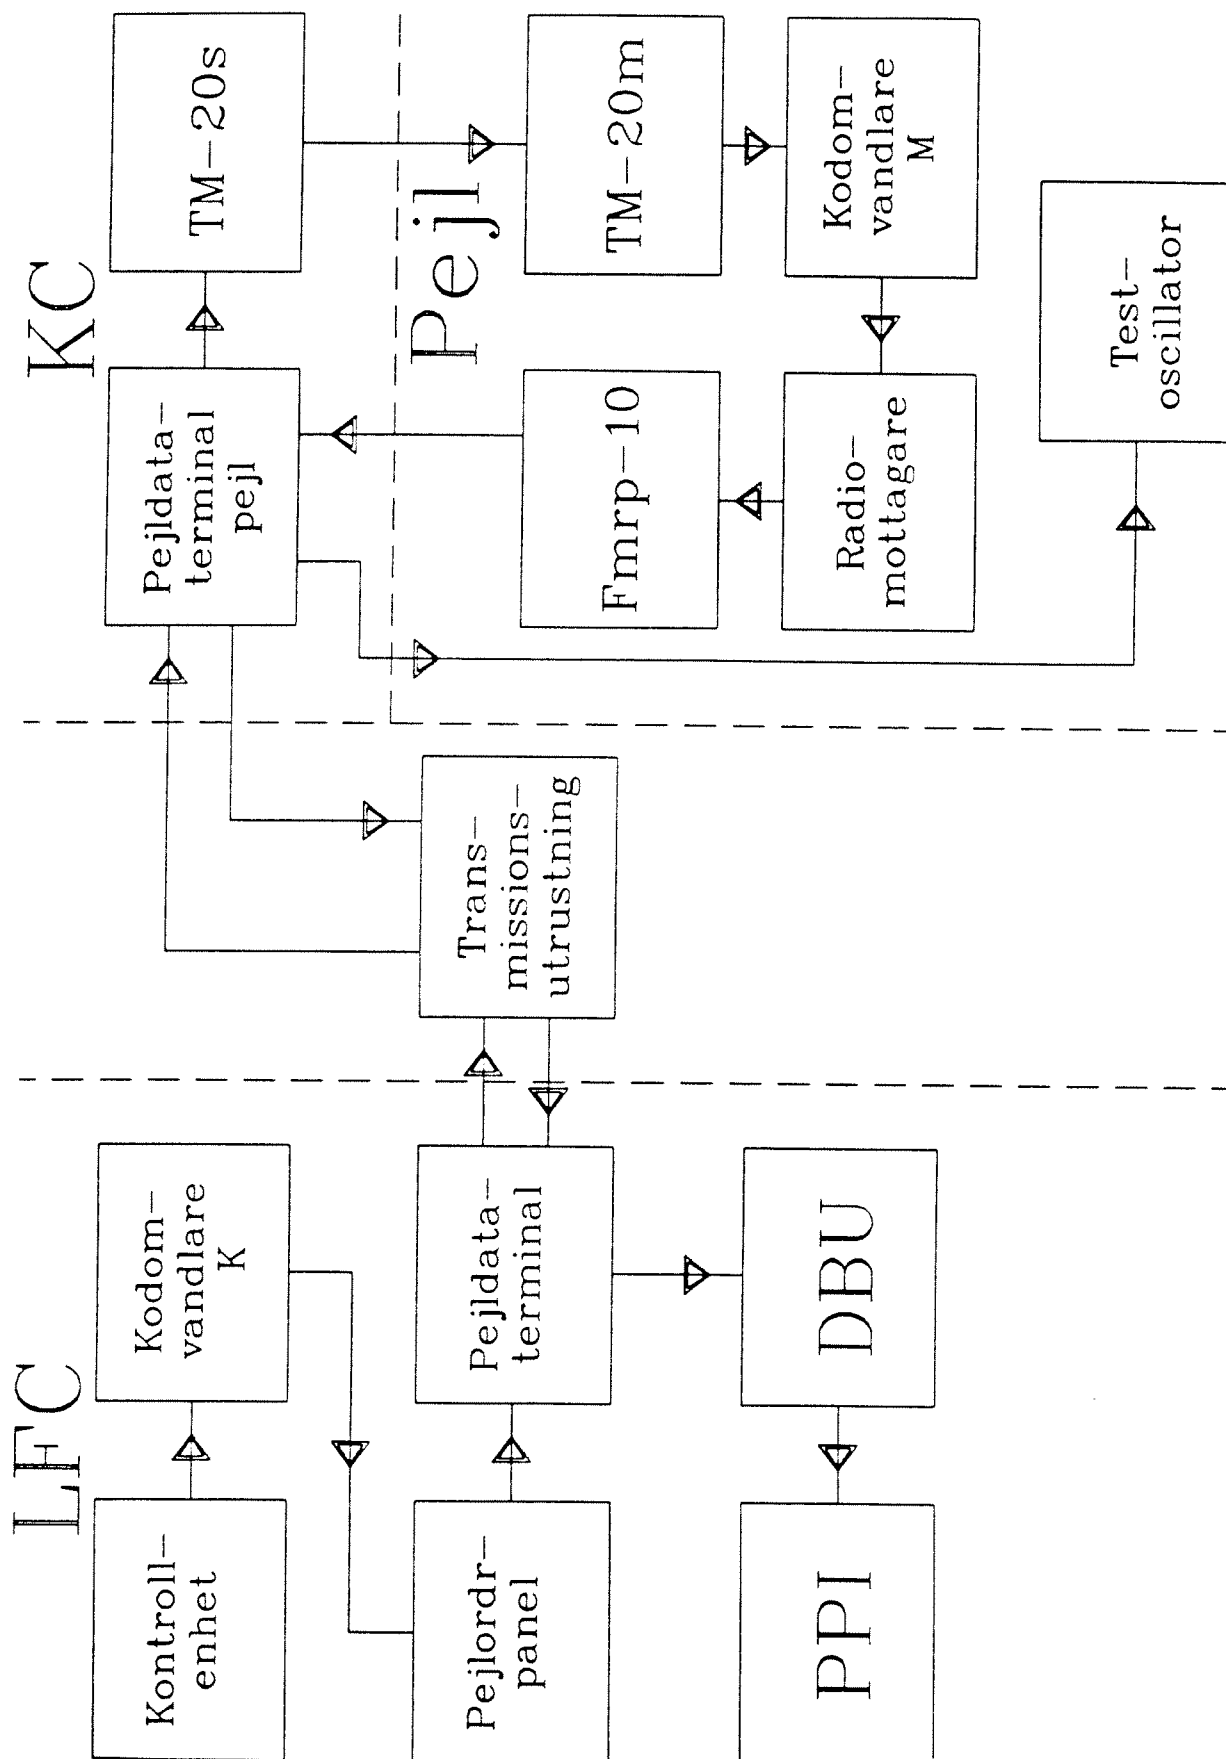 LFC
KC
Kontroll-
enhet
Kodom-
vandlare
K
Pejldata-
terminal
pejl
TM-20s
Pejl
Pejlordr-
panel
Pejldata-
terminal
Trans-
missions-
utrustning
Fmrp-10
TM-20m
PPI
DBU
Radio-
mottagare
Kodom-
vandlare
M
Test-
oscillator